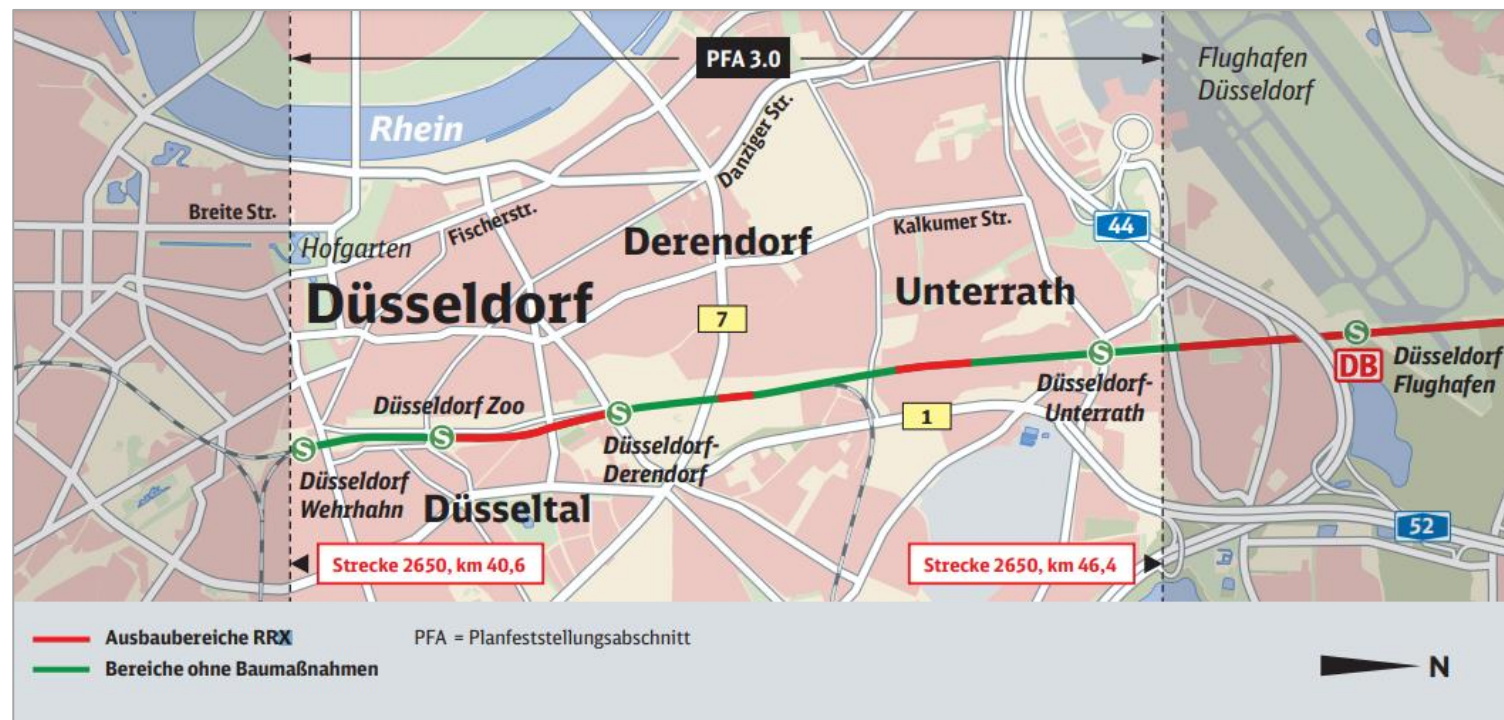 PFA 3.0
Flughafen
Düsseldorf
Rhein
Danziger Str.
Breite Str.
Fischerstr.
Hofgarten
Kalkumer Str.
44
Derendorf
Düsseldorf
Unterrath
7
S
DB
Düsseldorf
Flughafen
S
Düsseldorf-
Unterrath
Düsseldorf Zoo
S
S
Düsseldorf-
Derendorf
1
S
Düsseldorf
Wehrhahn
Düsseltal
52
Strecke 2650, km 40,6
Strecke 2650, km 46,4
Ausbaubereiche RRX
PFA = Planfeststellungsabschnitt
Bereiche ohne Baumaßnahmen
N